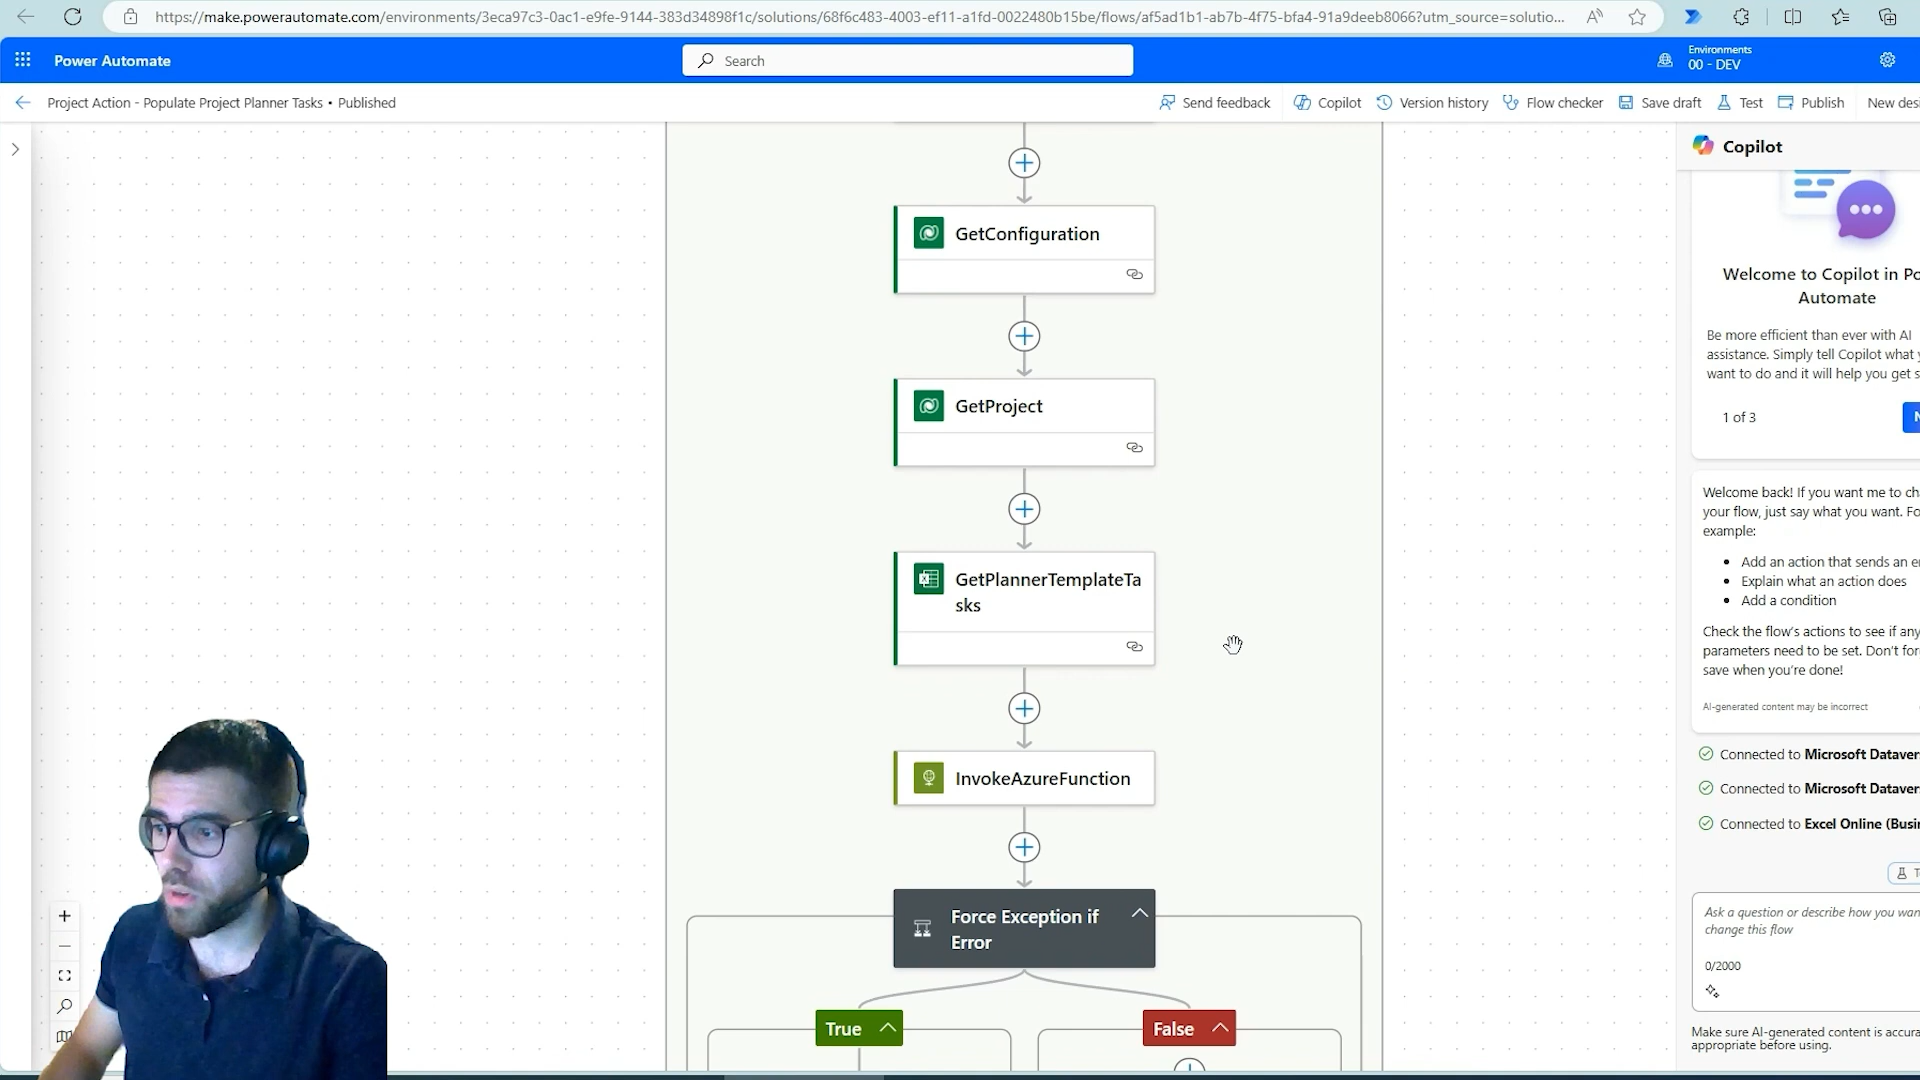 https://make.powerautomate.com/environments/3eca97c3-0ac1-e9fe-9144-383d34898f1c/solutions/68f6c483-4003-ef11-a1fd-0022480b15be/flows/af5ad1b1-ab7b-4f75-bfa4-91a9deeb8066?utm_source=solutio...
Power Automate
Search
Environments
00 - DEV
Project Action - Populate Project Planner Tasks • Published
Send feedback
Copilot
Version history
Flow checker
Save draft
Test
Publish
New desi
GetConfiguration
GetProject
GetPlannerTemplateTa
sks
InvokeAzureFunction
Force Exception if
Error
True
False
Copilot
Welcome to Copilot in Po
Automate
Be more efficient than ever with AI
assistance. Simply tell Copilot what y
want to do and it will help you get s
1 of 3
N
Welcome back! If you want me to cha
your flow, just say what you want. Fo
example:
• Add an action that sends an e
• Explain what an action does
• Add a condition
Check the flow's actions to see if any
parameters need to be set. Don't for
save when you're done!
AI-generated content may be incorrect
Connected to Microsoft Dataver
Connected to Microsoft Dataver
Connected to Excel Online (Busi
T
Ask a question or describe how you wan
change this flow
0/2000
Make sure AI-generated content is accura
appropriate before using.